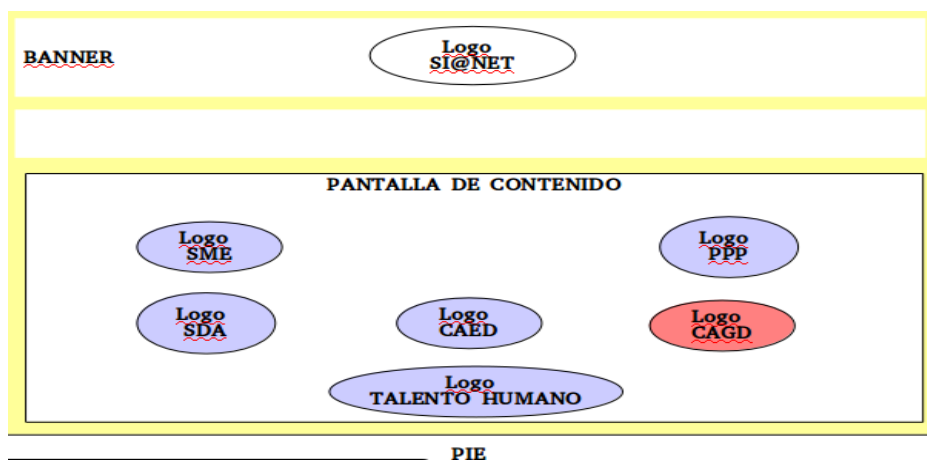 BANNER
Logo
SI@NET
PANTALLA DE CONTENIDO
Logo
SME
Logo
PPP
Logo
SDA
Logo
CAED
Logo
CAGD
Logo
TALENTO HUMANO
PIE